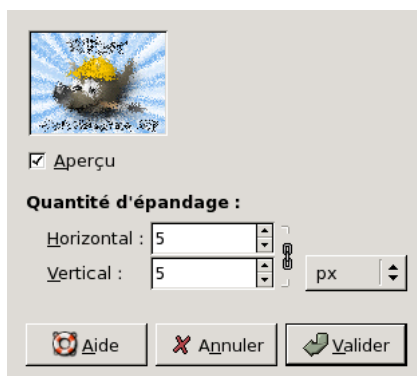 Aperçu
Quantité d'épandage :
Horizontal : 5
Vertical : 5 px
Aide Annuler Valider